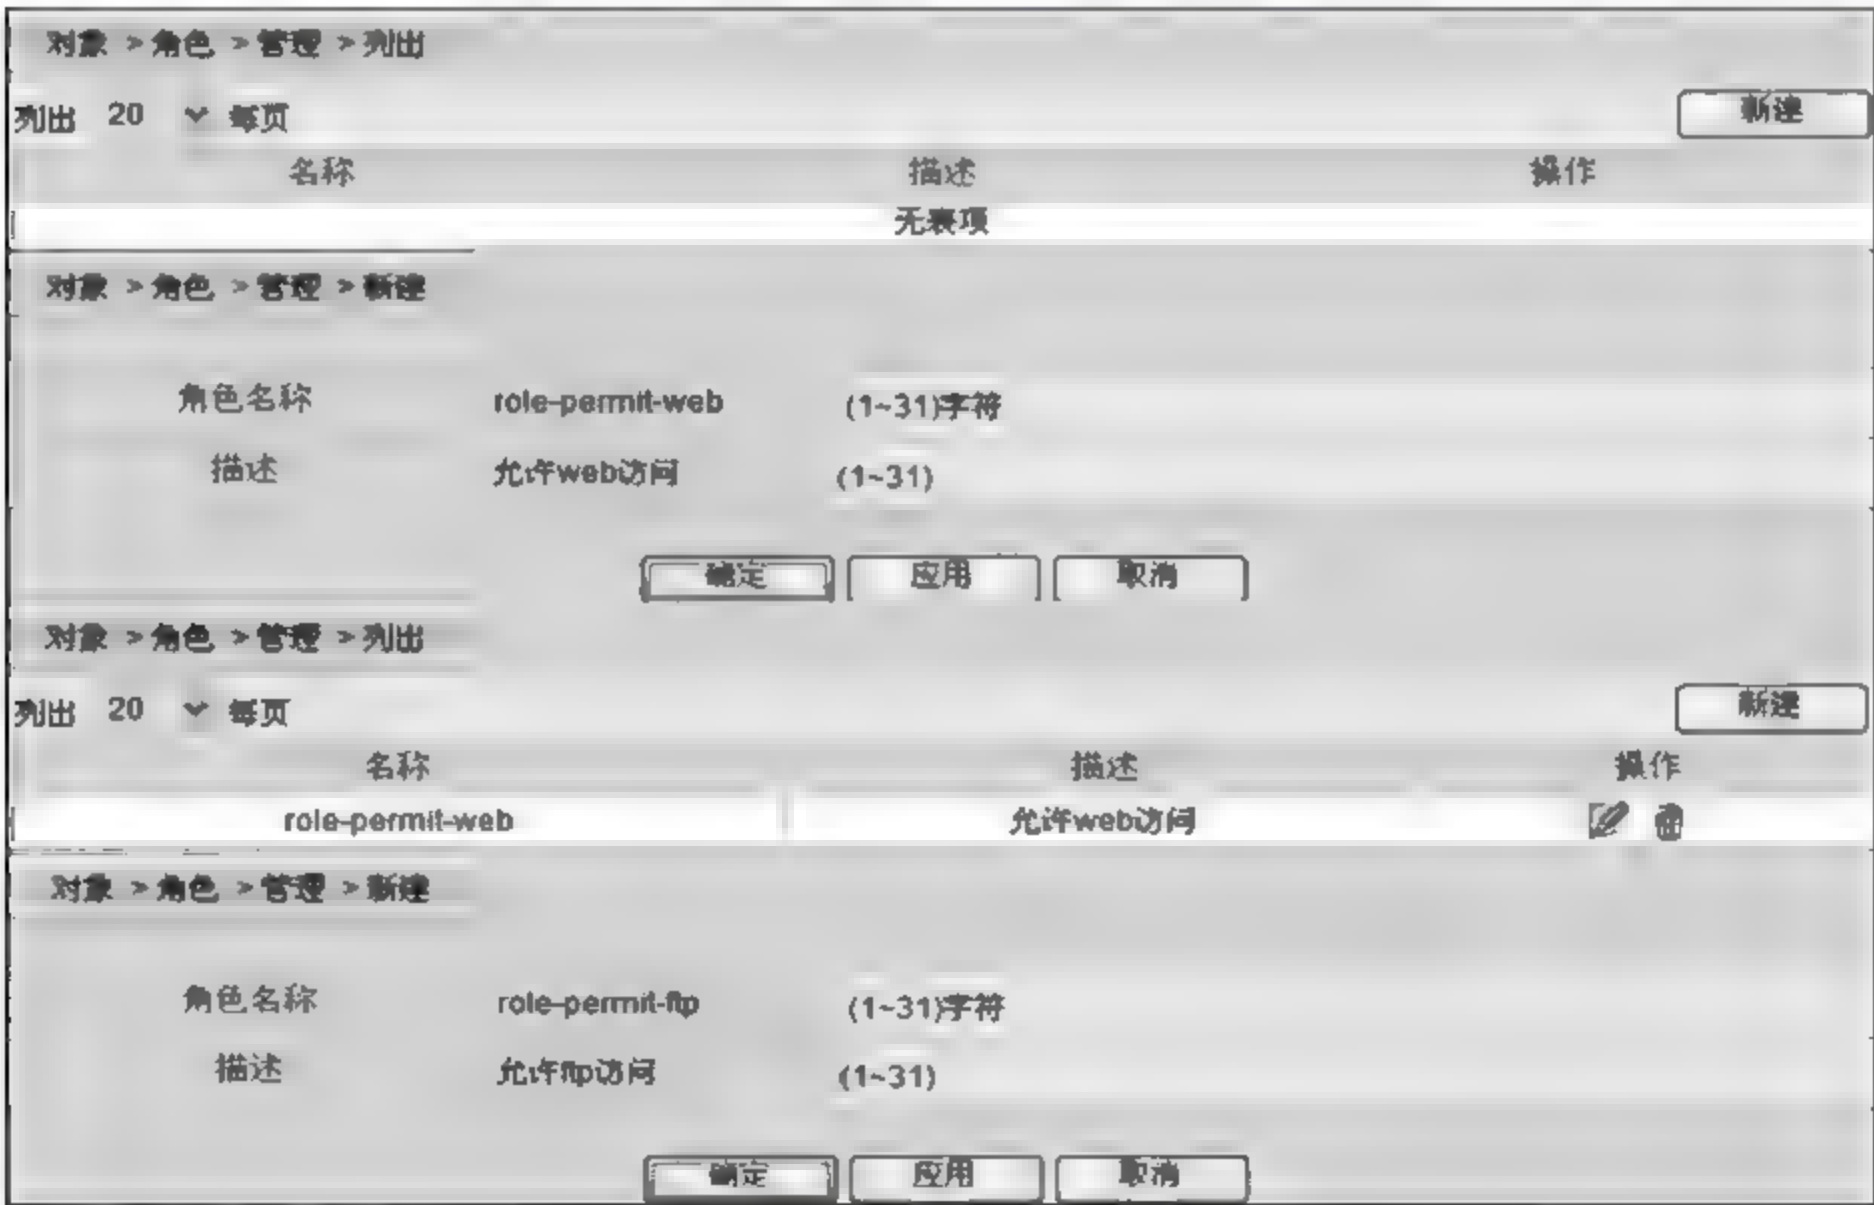 对象 > 角色 > 管理 > 列出
列出 20 每页 新建
名称 描述 操作
无表项
对象 > 角色 > 管理 > 新建
角色名称 role-permit-web (1~31)字符
描述 允许web访问 (1~31)
确定 应用 取消
对象 > 角色 > 管理 > 列出
列出 20 每页 新建
名称 描述 操作
role-permit-web 允许web访问
对象 > 角色 > 管理 > 新建
角色名称 role-permit-ftp (1~31)字符
描述 允许ftp访问 (1~31)
确定 应用 取消